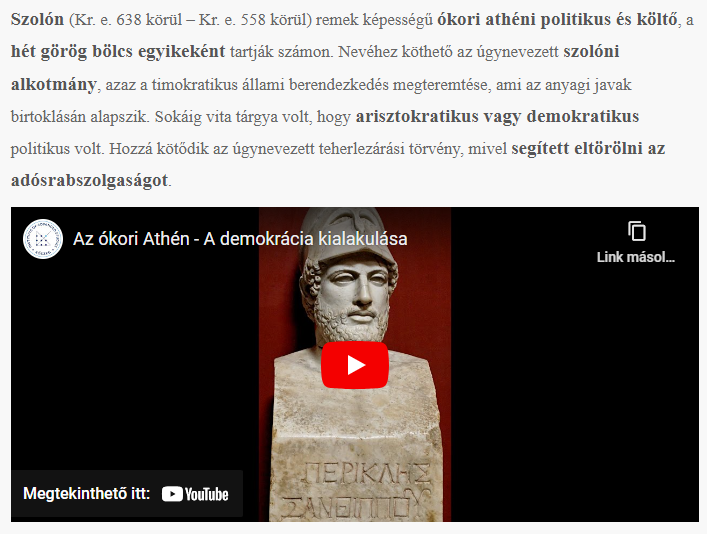 Szolón (Kr. e. 638 körül – Kr. e. 558 körül) remek képességű ókori athéni politikus és költő, a
hét görög bölcs egyikeként tartják számon. Nevéhez köthető az úgynevezett szolóni
alkotmány, azaz a timokratikus állami berendezkedés megteremtése, ami az anyagi javak
birtoklásán alapszik. Sokáig vita tárgya volt, hogy arisztokratikus vagy demokratikus
politikus volt. Hozzá kötődik az úgynevezett teherlezárási törvény, mivel segített eltörölni az
adósrabszolgaságot.
Az ókori Athén - A demokrácia kialakulása
Link másol...
ΠΕΡΙΚΛΗΣ
ΞΑΝΘΙΠΠΟΥ
Megtekinthető itt: YouTube